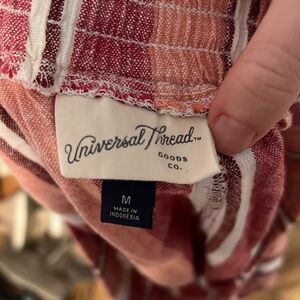 Universal Thread™
GOODS
CO.
M
MADE IN
INDONESIA